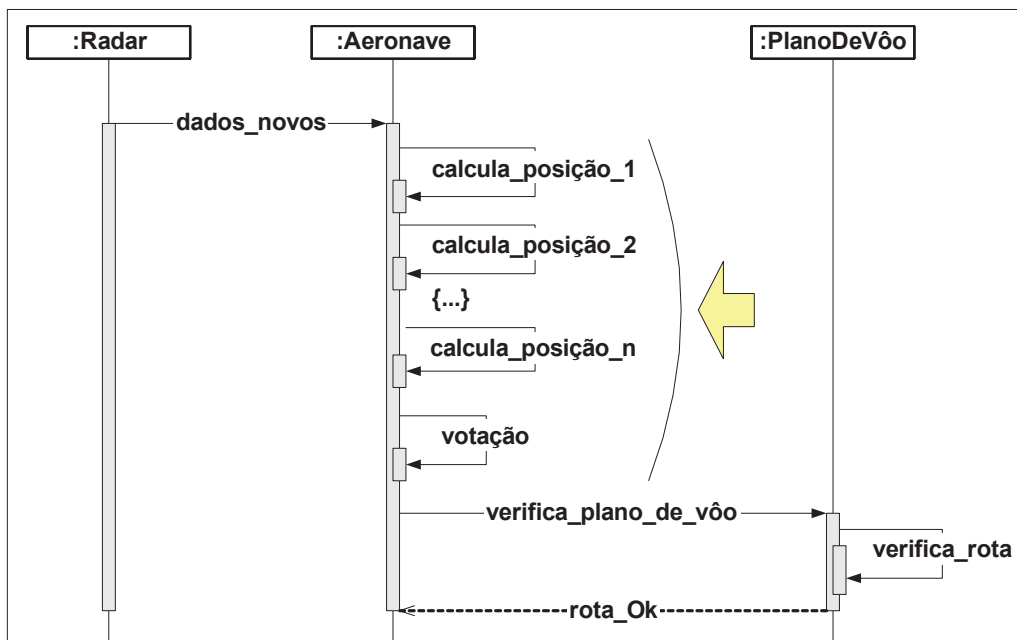 :Radar
:Aeronave
:PlanoDeVôo
dados_novos
calcula_posição_1
calcula_posição_2
{...}
calcula_posição_n
votação
verifica_plano_de_vôo
verifica_rota
rota_Ok